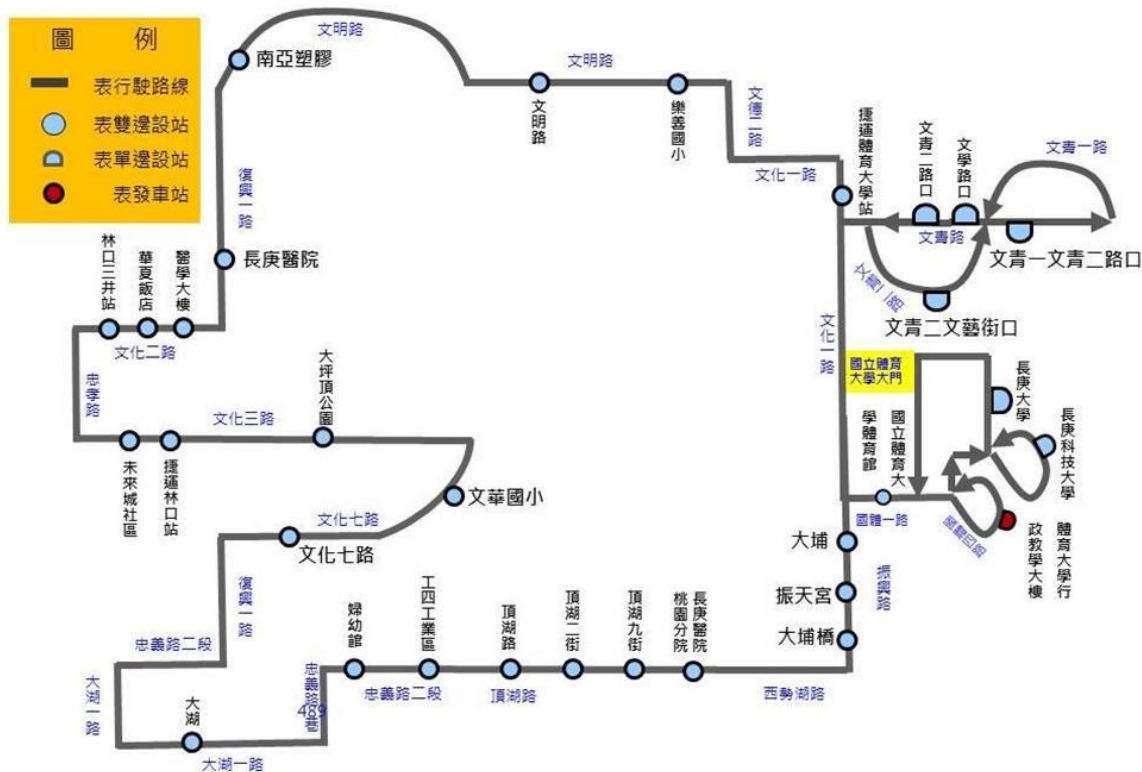 圖 例
表行駛路線
表雙邊設站
表單邊設站
表發車站
文明路
南亞塑膠
文明路
文明路
樂善國小
文德二路
文化一路
捷運體育大學站
文青二路口
文學路口
文青一路
文青路
文青一文青二路口
文青二路
文青二文藝街口
復興一路
長庚醫院
林口三井站
華夏飯店
醫學大樓
文化二路
忠孝路
文化三路
大坪頂公園
未來城社區
捷運林口站
文華國小
文化七路
文化七路
復興一路
忠義路二段
大湖一路
大湖
大湖一路
忠義路
489
巷
婦幼館
工四工業區
忠義路二段
頂湖路
頂湖路
頂湖二街
頂湖九街
長庚醫院
桃園分院
西勢湖路
文化一路
國立體育
大學大門
國立體育大
學體育館
國體一路
長庚大學
長庚科技大學
體育大學行
政教學大樓
大埔
振天宮
振興路
大埔橋